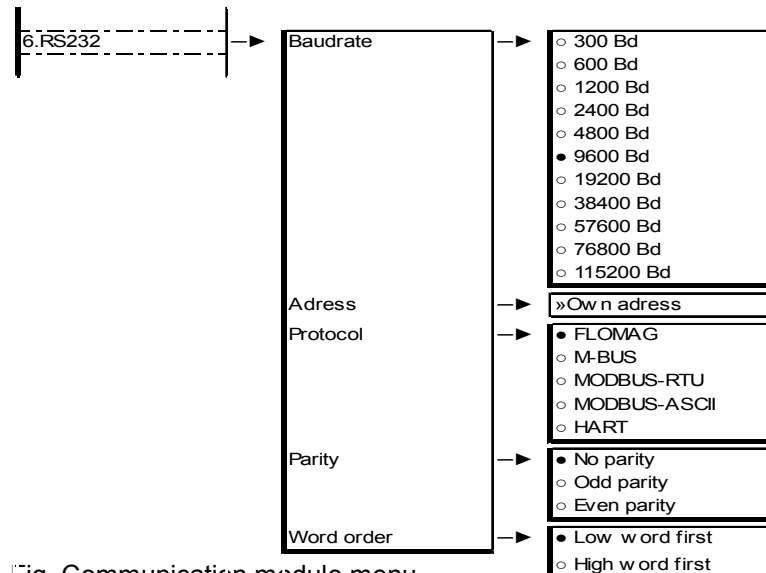 6.RS232
Baudrate
○ 300 Bd
○ 600 Bd
○ 1200 Bd
○ 2400 Bd
○ 4800 Bd
● 9600 Bd
○ 19200 Bd
○ 38400 Bd
○ 57600 Bd
○ 76800 Bd
○ 115200 Bd
Adress
»Own adress
Protocol
● FLOMAG
○ M-BUS
○ MODBUS-RTU
○ MODBUS-ASCII
○ HART
Parity
● No parity
○ Odd parity
○ Even parity
Word order
● Low word first
○ High word first
Fig. Communication module menu